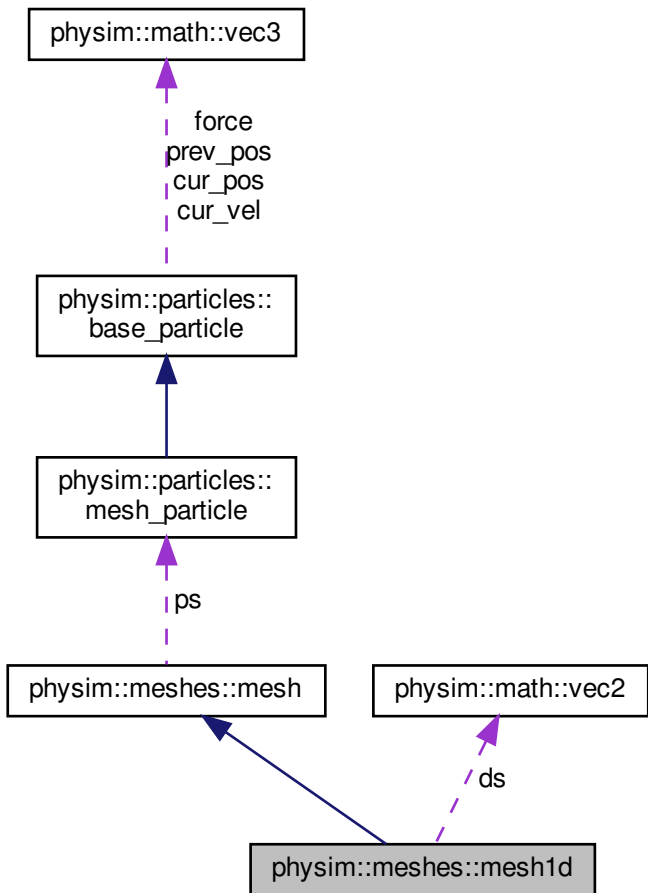 physim::math::vec3
force
prev_pos
cur_pos
cur_vel
physim::particles::
base_particle
physim::particles::
mesh_particle
ps
physim::meshes::mesh
physim::math::vec2
ds
physim::meshes::mesh1d